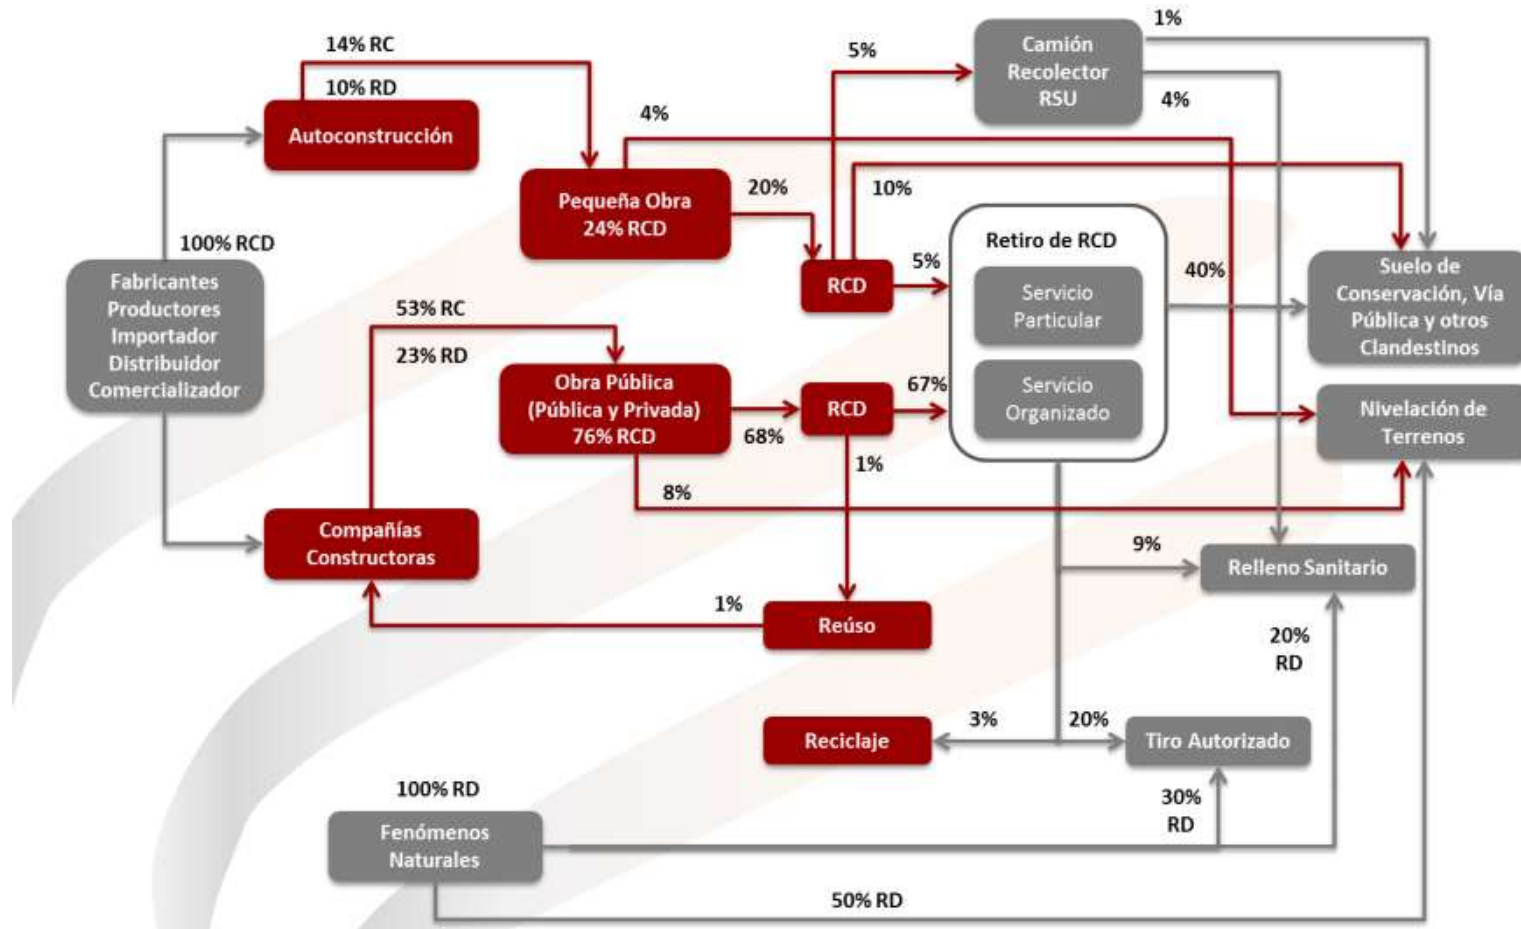 14% RC
10% RD
Autoconstrucción
100% RCD
Fabricantes
Productores
Importador
Distribuidor
Comercializador
4%
Pequeña Obra
24% RCD
20%
5%
Camión
Recolector
RSU
1%
4%
10%
RCD
5%
Retiro de RCD
Servicio
Particular
Servicio
Organizado
40%
Suelo de
Conservación, Vía
Pública y otros
Clandestinos
53% RC
23% RD
Obra Pública
(Pública y Privada)
76% RCD
68%
RCD
67%
1%
Nivelación de
Terrenos
8%
Compañías
Constructoras
9%
Relleno Sanitario
1%
Reúso
20%
RD
Reciclaje
3%
20%
Tiro Autorizado
30%
RD
100% RD
Fenómenos
Naturales
50% RD